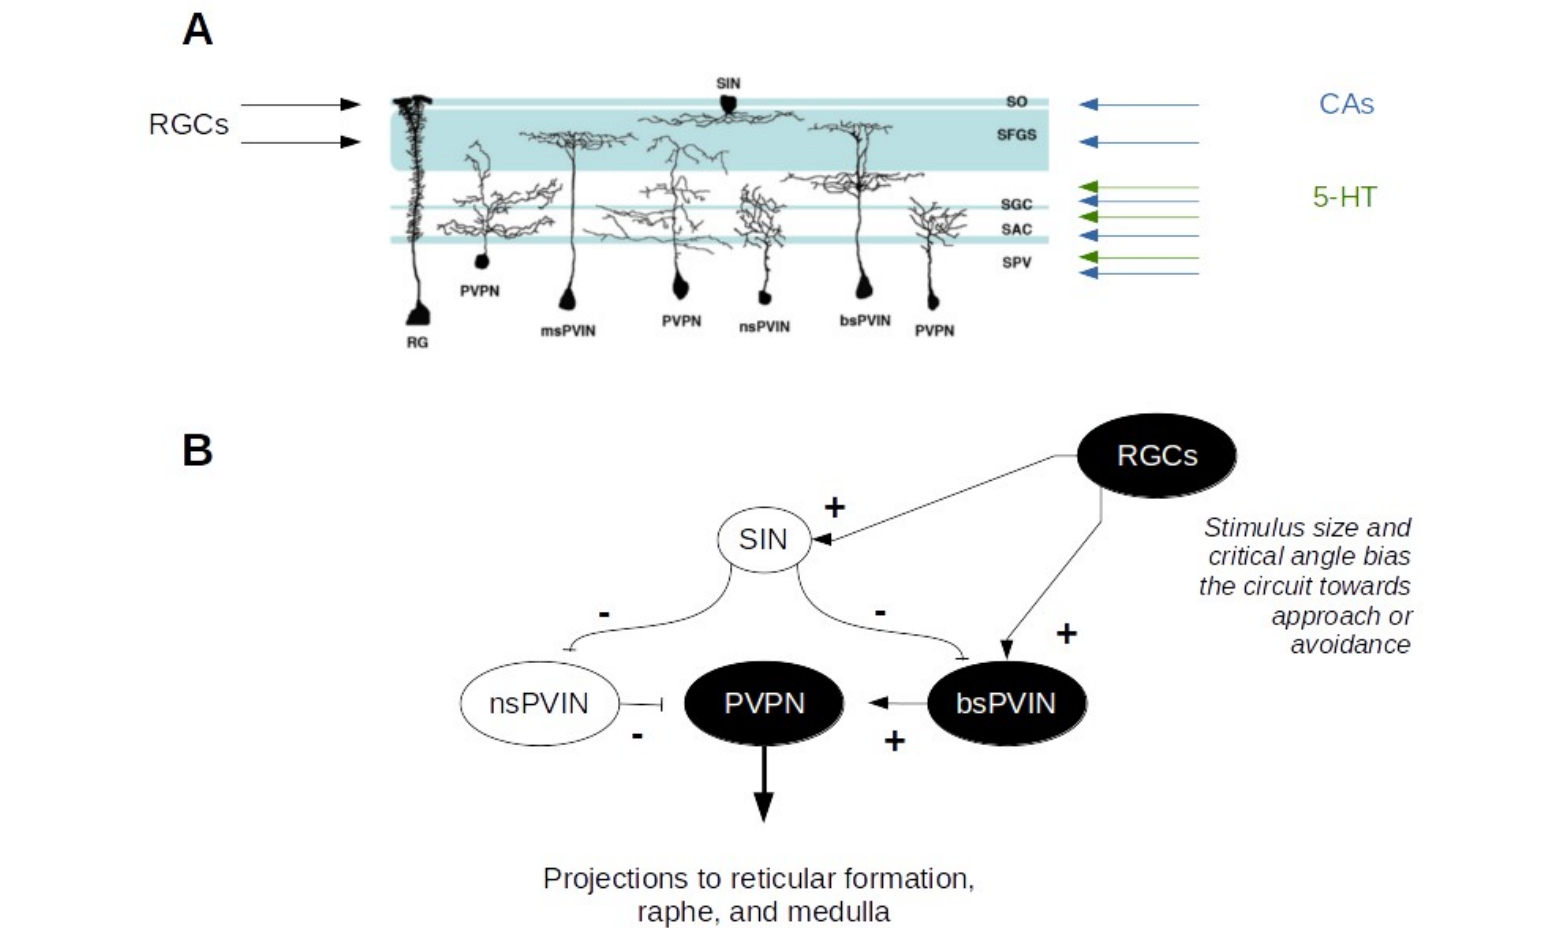 A
SIN
RGCs
SO
CAs
SFGS
5-HT
SGC
SAC
SPV
PVPN
msPVIN
PVPN
nsPVIN
bsPVIN
PVPN
RG
B
RGCs
+
SIN
Stimulus size and
critical angle bias
the circuit towards
approach or
avoidance
-
-
+
nsPVIN
PVPN
bsPVIN
-
+
Projections to reticular formation,
raphe, and medulla